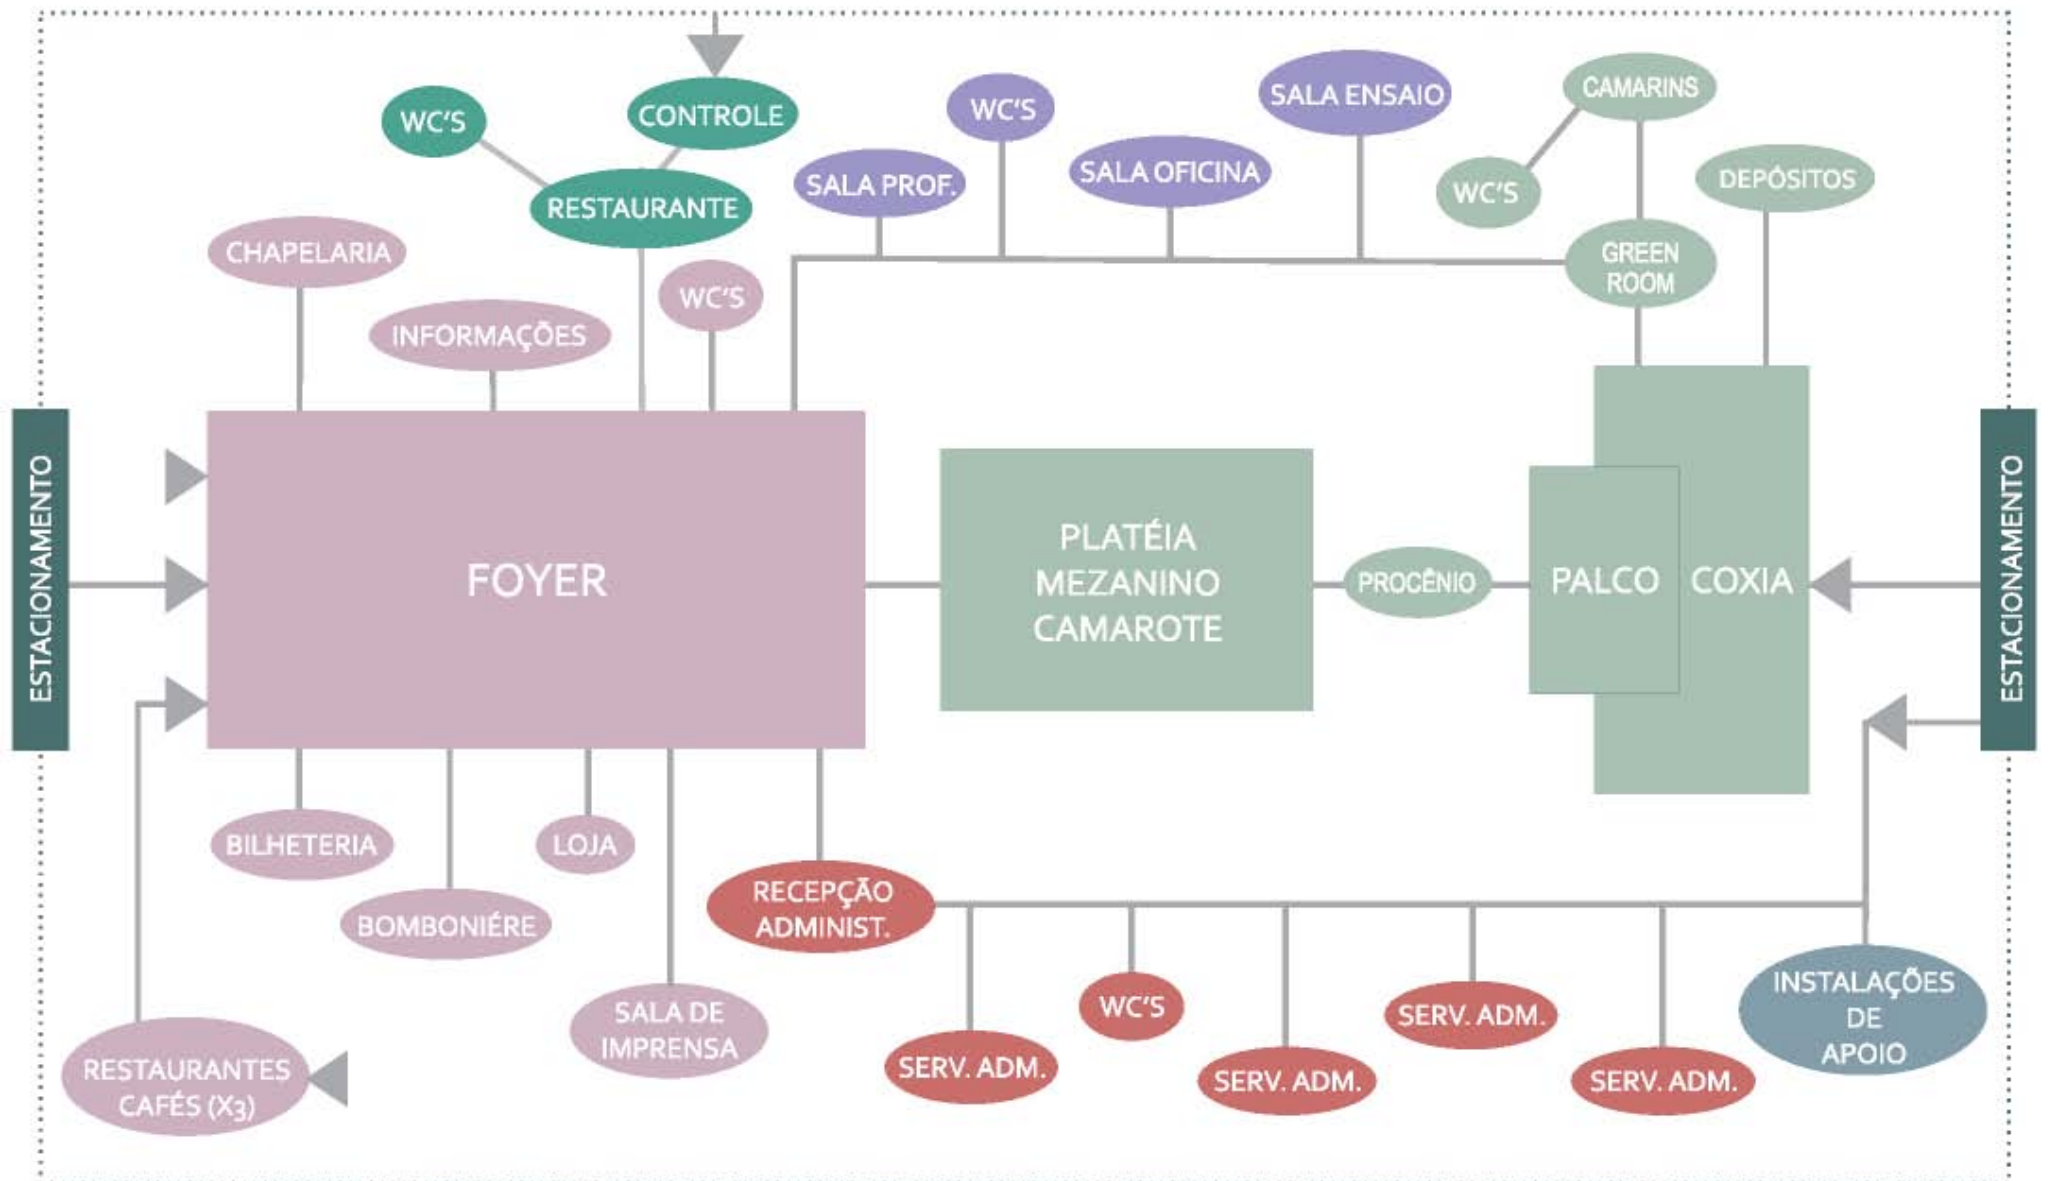 WC'S
CONTROLE
RESTAURANTE
SALA PROF.
WC'S
SALA OFICINA
SALA ENSAIO
CAMARINS
WC'S
DEPÓSITOS
GREEN
ROOM
CHAPELARIA
INFORMAÇÕES
WC'S
ESTACIONAMENTO
FOYER
PLATÉIA
MEZANINO
CAMAROTE
PROCÊNIO
PALCO
COXIA
ESTACIONAMENTO
BILHETERIA
BOMBONIÉRE
LOJA
SALA DE
IMPRENSA
RECEPÇÃO
ADMINIST.
RESTAURANTES
CAFÉS (X3)
SERV. ADM.
WC'S
SERV. ADM.
SERV. ADM.
SERV. ADM.
INSTALAÇÕES
DE
APOIO